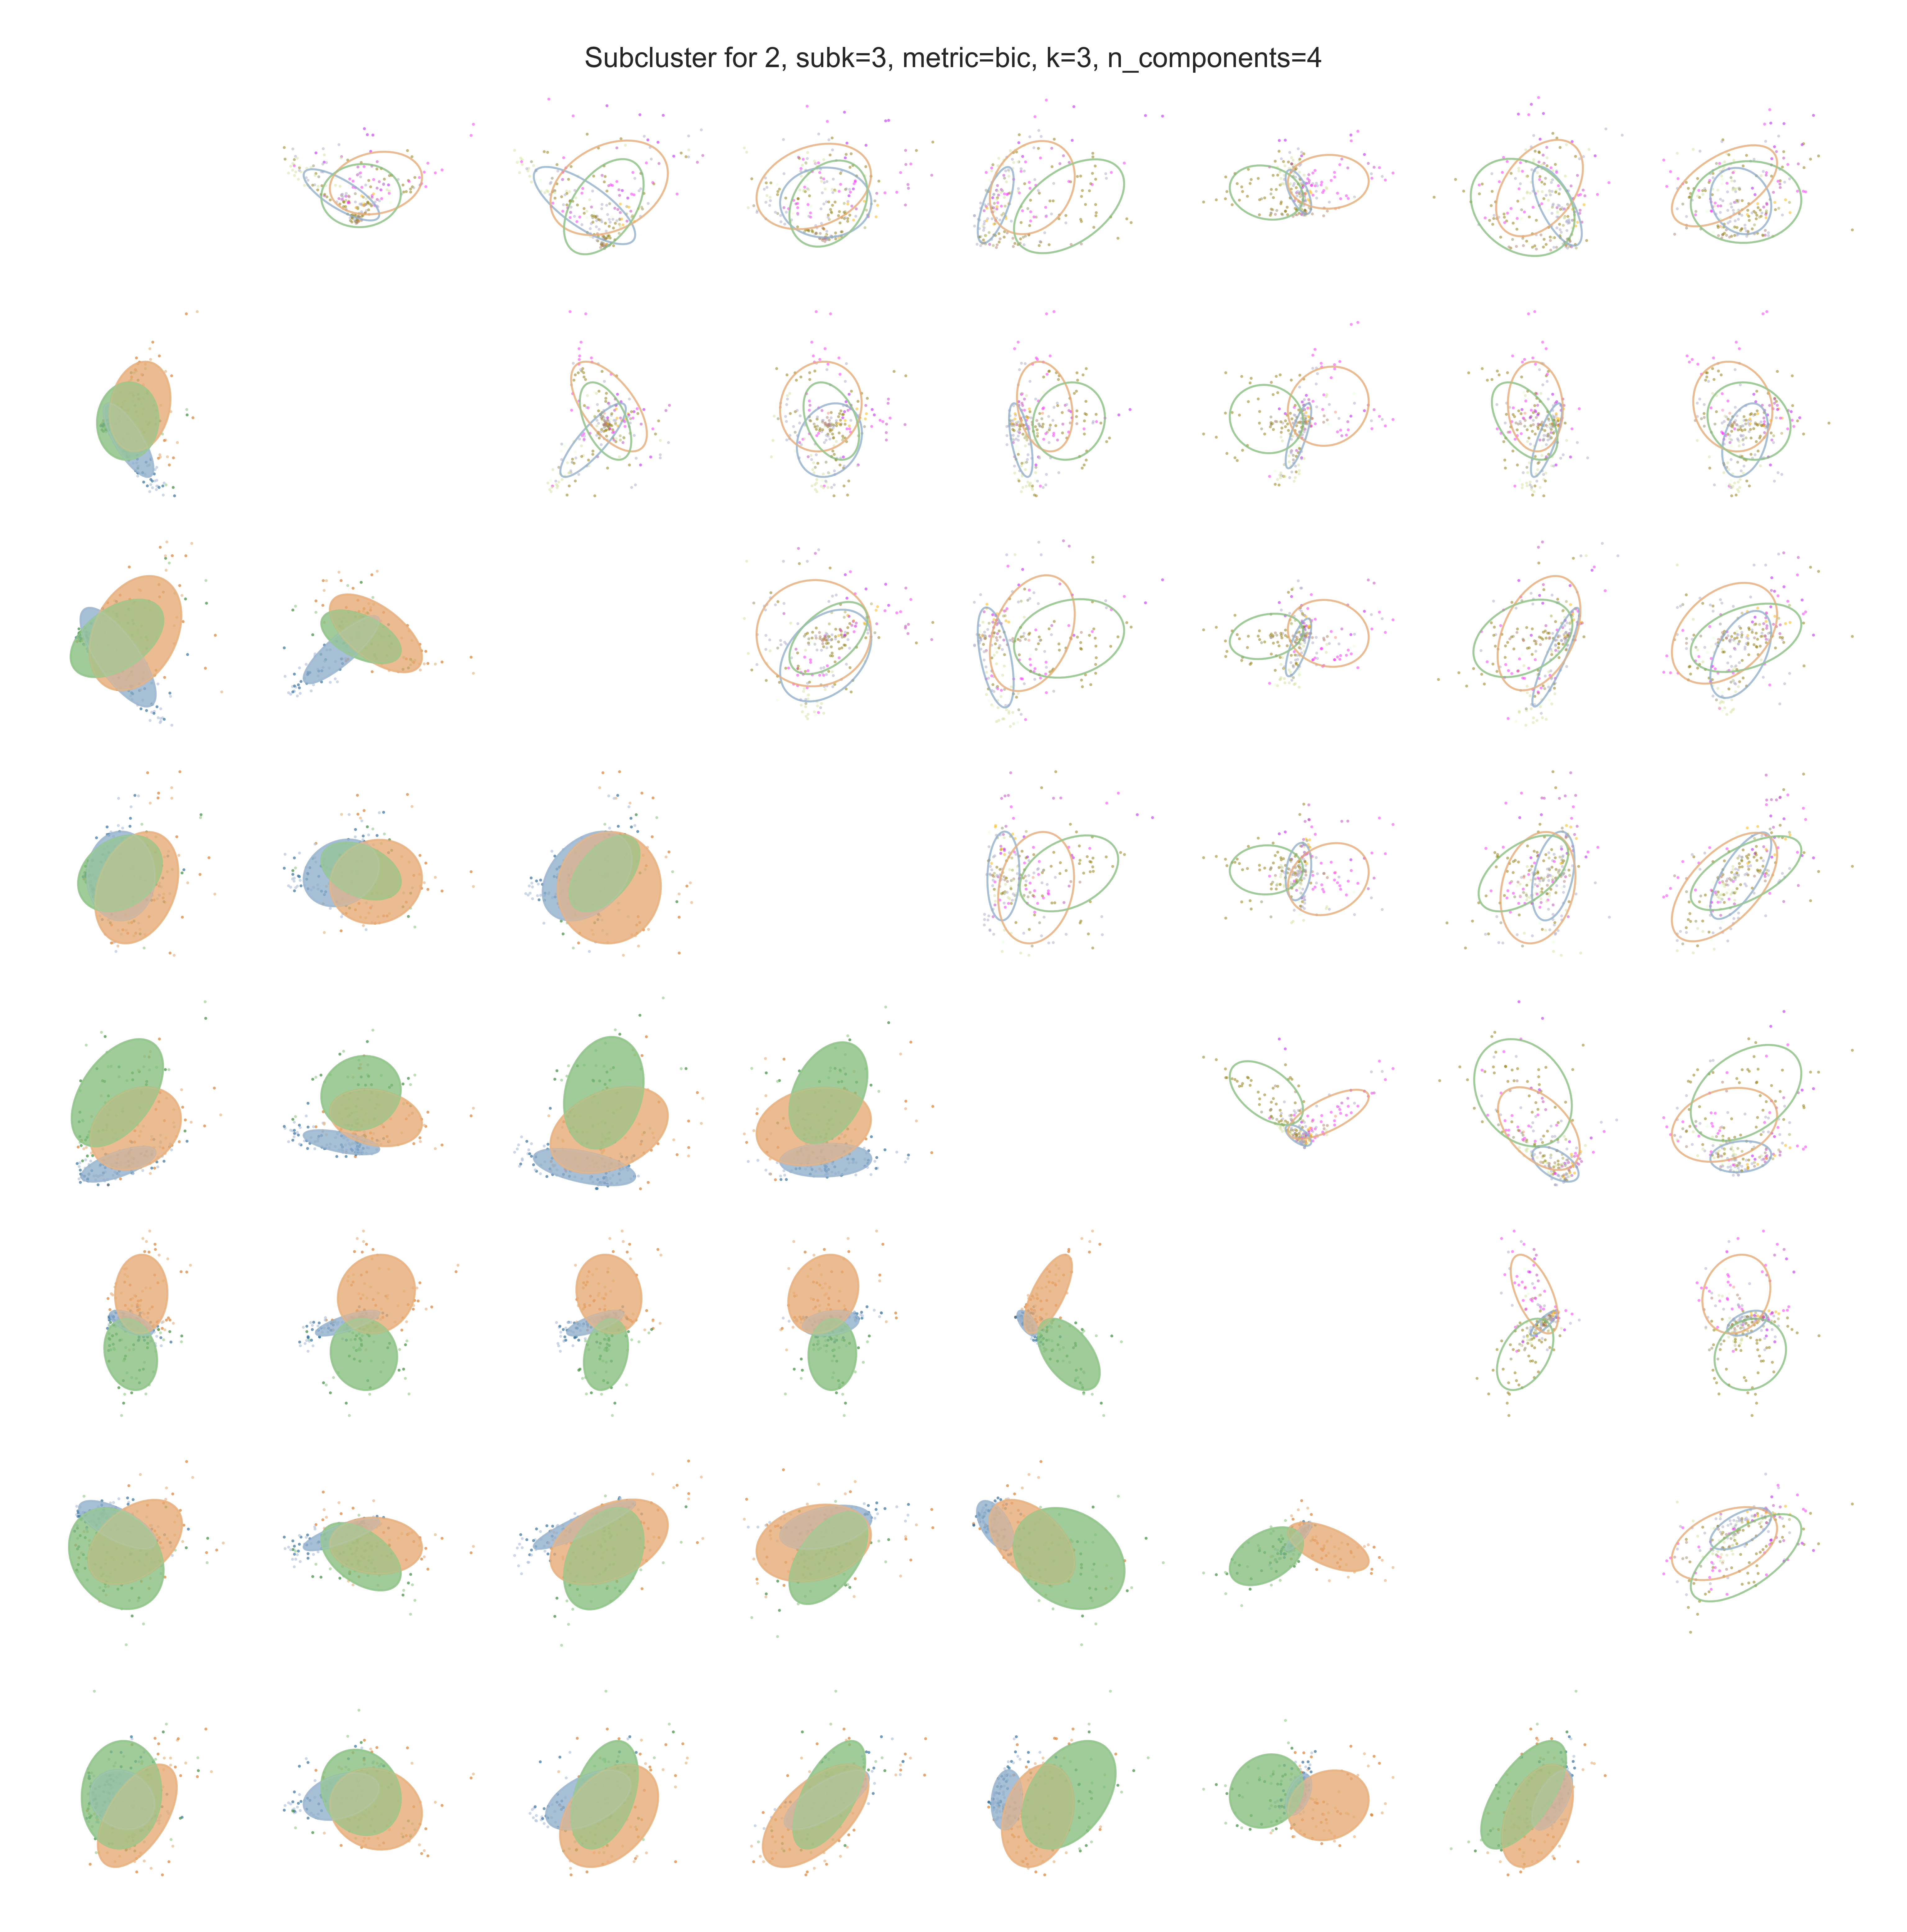 Subcluster for 2, subk=3, metric=bic, k=3, n_components=4